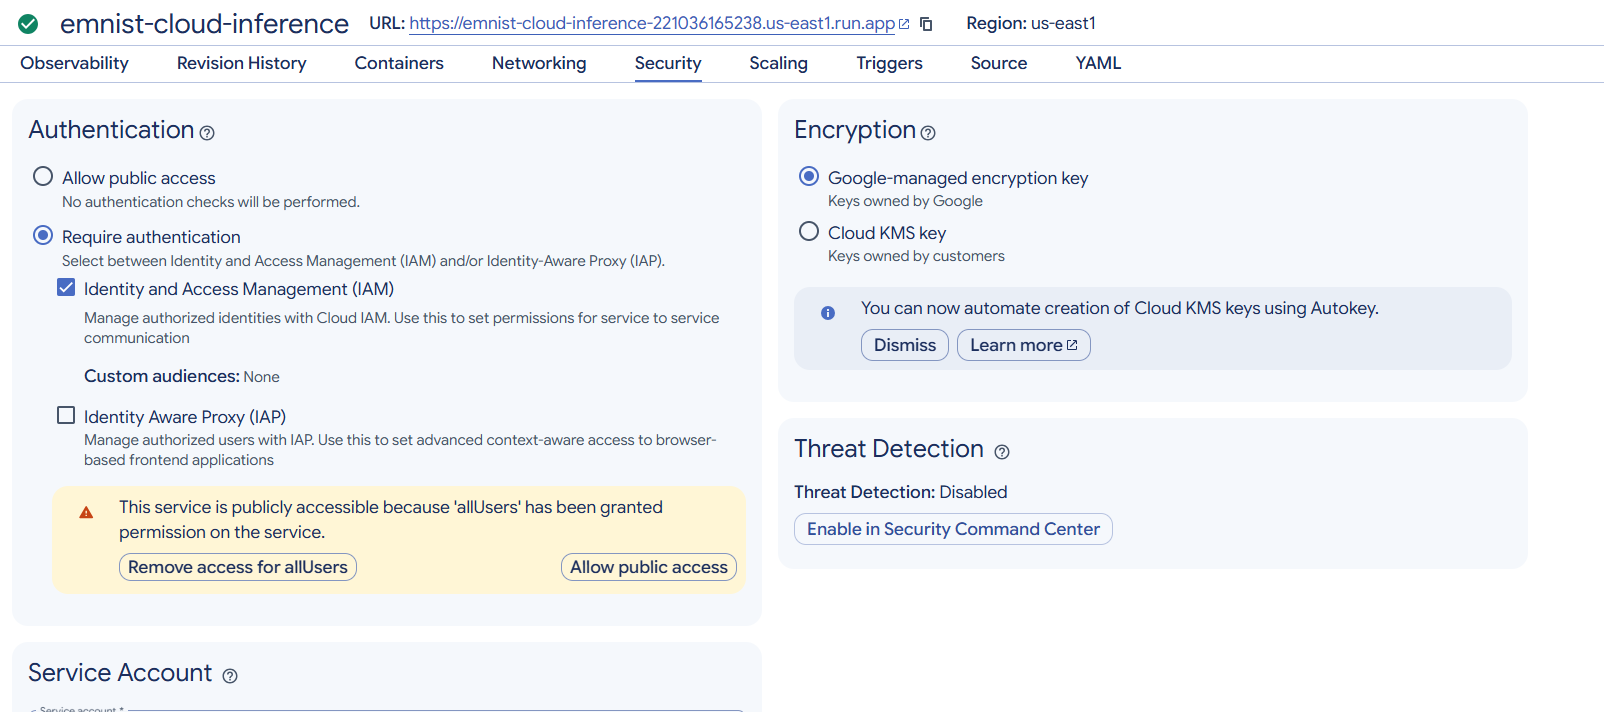 emnist-cloud-inference URL: https://emnist-cloud-inference-221036165238.us-east1.run.app Region: us-east1
Observability Revision History Containers Networking Security Scaling Triggers Source YAML
Authentication
Allow public access
No authentication checks will be performed.
Require authentication
Select between Identity and Access Management (IAM) and/or Identity-Aware Proxy (IAP).
Identity and Access Management (IAM)
Manage authorized identities with Cloud IAM. Use this to set permissions for service to service
communication
Custom audiences: None
Identity Aware Proxy (IAP)
Manage authorized users with IAP. Use this to set advanced context-aware access to browser-
based frontend applications
This service is publicly accessible because 'allUsers' has been granted
permission on the service.
Remove access for allUsers Allow public access
Service Account
Service account *
Encryption
Google-managed encryption key
Keys owned by Google
Cloud KMS key
Keys owned by customers
You can now automate creation of Cloud KMS keys using Autokey.
Dismiss Learn more
Threat Detection
Threat Detection: Disabled
Enable in Security Command Center